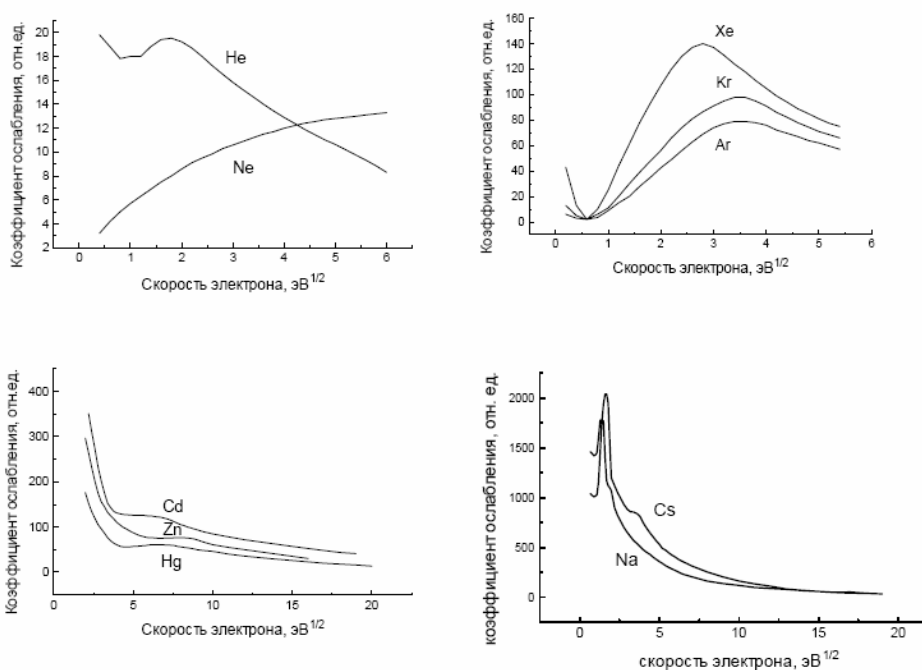 Коэффициент ослабления, отн.ед.
20
18
16
14
12
10
8
6
4
2
He
Ne
0 1 2 3 4 5 6
Скорость электрона, эВ1/2
Коэффициент ослабления, отн.ед.
160
140
120
100
80
60
40
20
0
Xe
Kr
Ar
0 1 2 3 4 5 6
Скорость электрона, эВ1/2
Коэффициент ослабления, отн.ед.
400
300
200
100
0
Cd
Zn
Hg
0 5 10 15 20
Скорость электрона, эВ1/2
коэффициент ослабления, отн. ед.
2000
1500
1000
500
0
Cs
Na
0 5 10 15 20
скорость электрона, эВ1/2